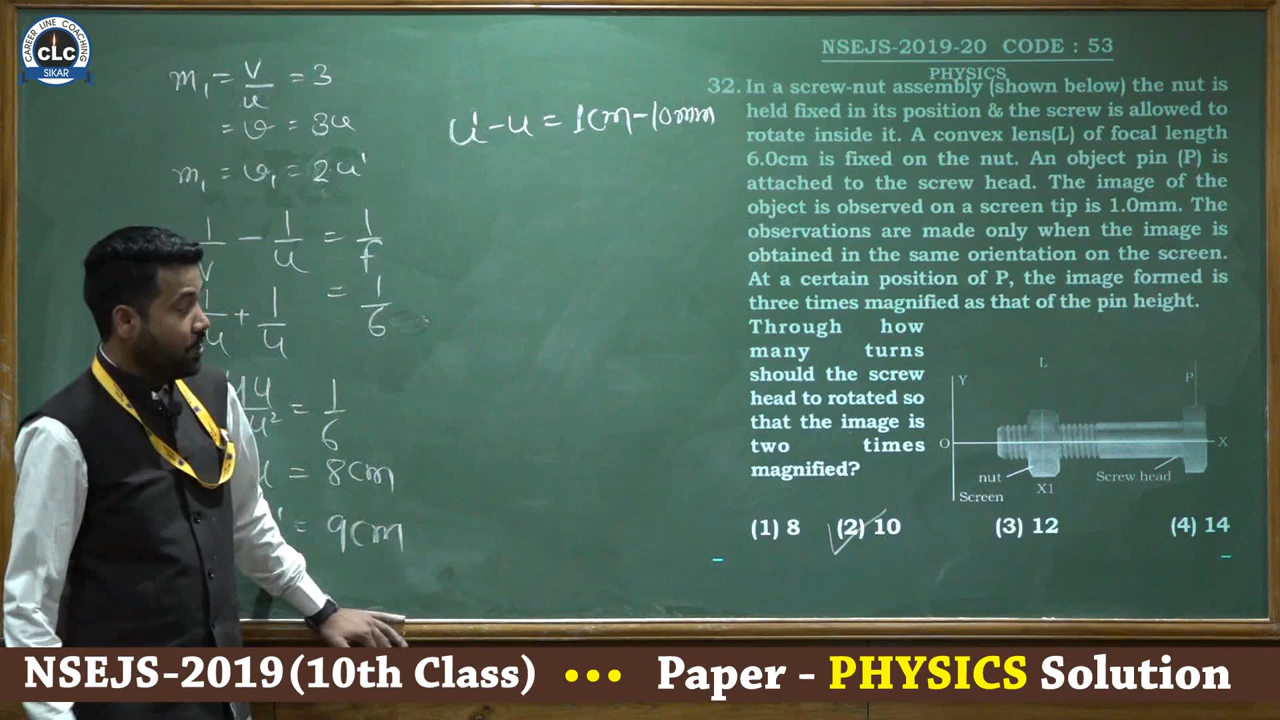 CAREER LINE COACHING
CLC
SIKAR
m₁ = v/u = 3
= v = 3u
m₁ = v₁ = 2u'
1/v - 1/u = 1/f
1/u + 1/u = 1/6
4u/u² = 1/6
u = 8cm
' = 9cm
u' - u = 1cm - 10mm
NSEJS-2019-20 CODE : 53
PHYSICS
32. In a screw-nut assembly (shown below) the nut is
held fixed in its position & the screw is allowed to
rotate inside it. A convex lens(L) of focal length
6.0cm is fixed on the nut. An object pin (P) is
attached to the screw head. The image of the
object is observed on a screen tip is 1.0mm. The
observations are made only when the image is
obtained in the same orientation on the screen.
At a certain position of P, the image formed is
three times magnified as that of the pin height.
Through how
many turns
should the screw
head to rotated so
that the image is
two times
magnified?
L
P
Y
O
X
nut
Screw head
X1
Screen
(1) 8 (2) 10 (3) 12 (4) 14
NSEJS-2019(10th Class) ••• Paper - PHYSICS Solution